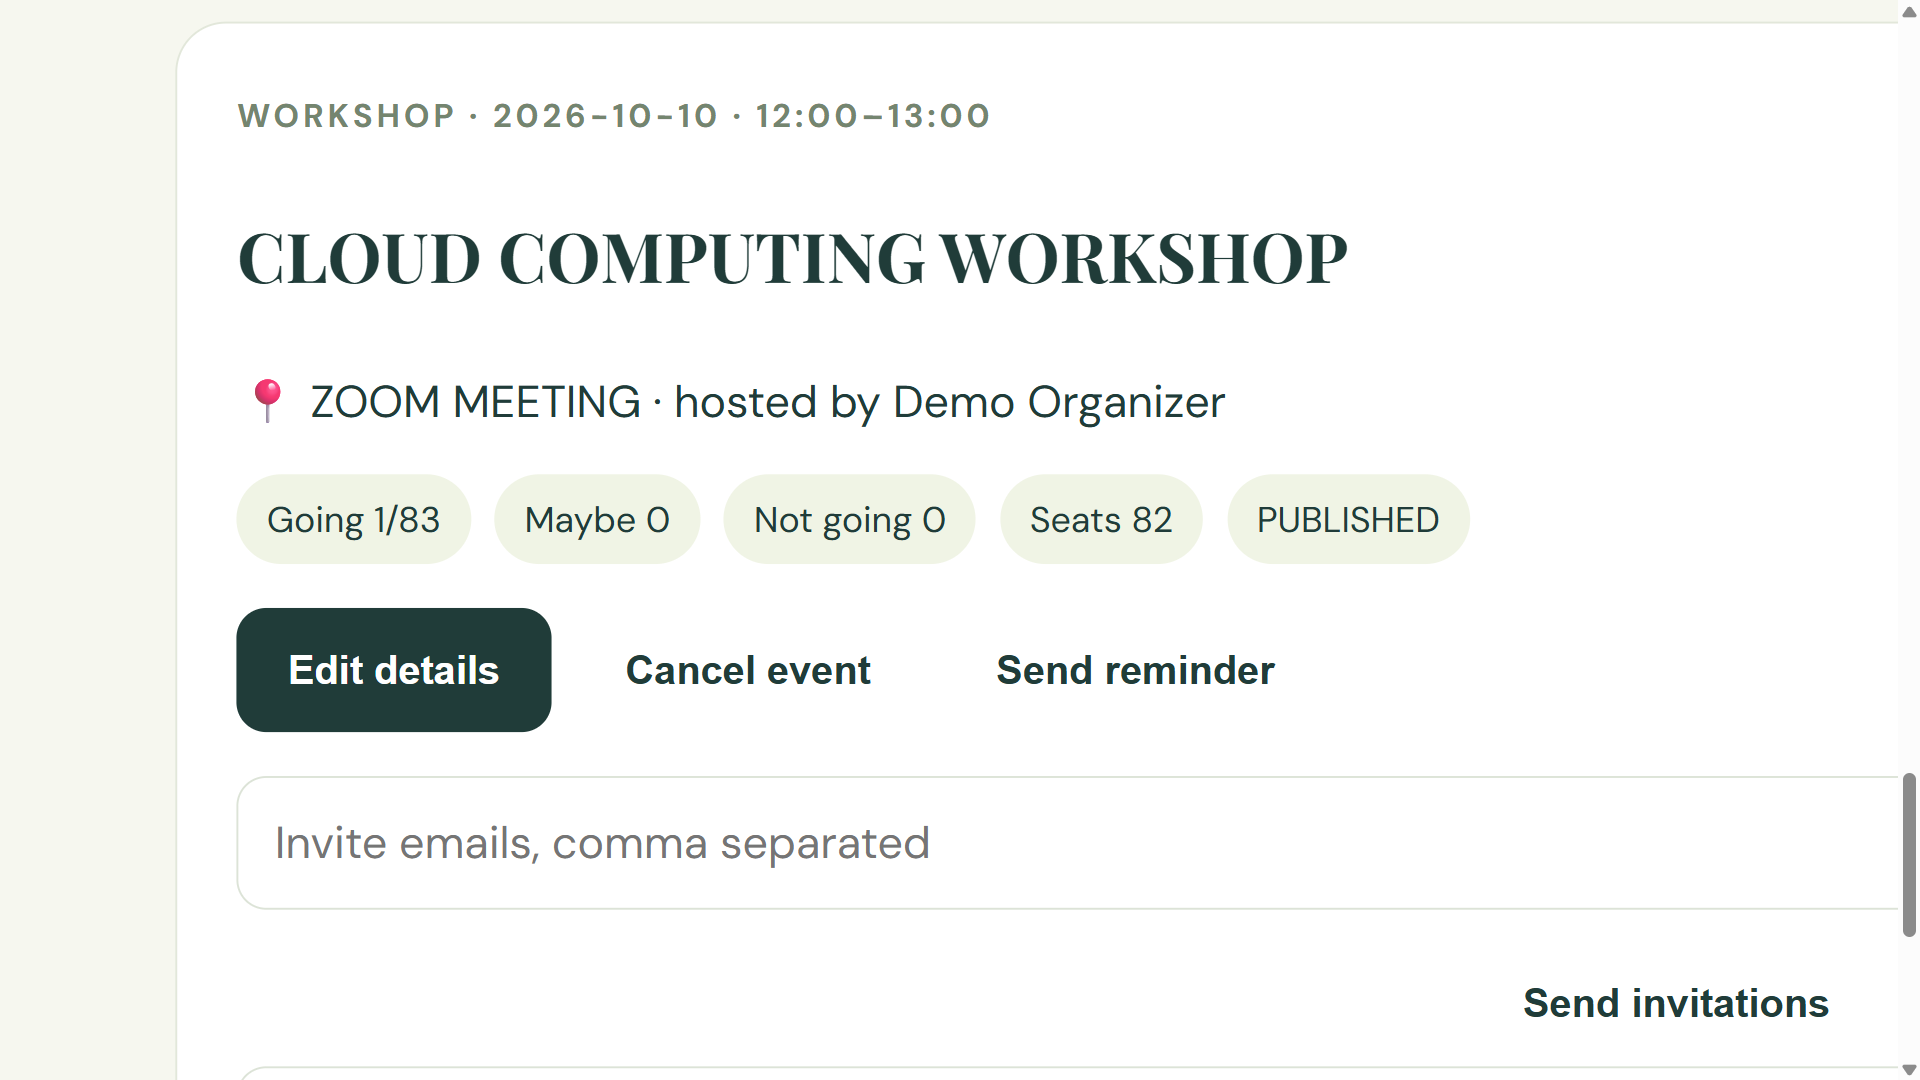 WORKSHOP · 2026-10-10 · 12:00–13:00
CLOUD COMPUTING WORKSHOP
📍 ZOOM MEETING · hosted by Demo Organizer
Going 1/83 Maybe 0 Not going 0 Seats 82 PUBLISHED
Edit details Cancel event Send reminder
Invite emails, comma separated
Send invitations